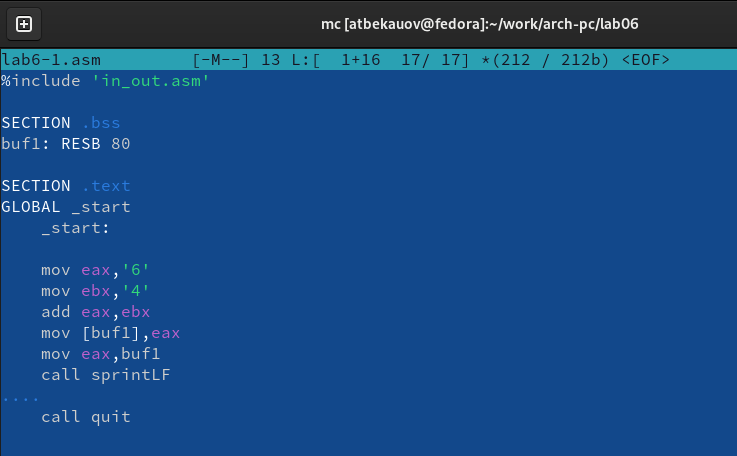 mc [atbekauov@fedora]:~/work/arch-pc/lab06
lab6-1.asm [-M--] 13 L:[ 1+16 17/ 17] *(212 / 212b) <EOF>
%include 'in_out.asm'

SECTION .bss
buf1: RESB 80

SECTION .text
GLOBAL _start
    _start:

    mov eax,'6'
    mov ebx,'4'
    add eax,ebx
    mov [buf1],eax
    mov eax,buf1
    call sprintLF
....
    call quit